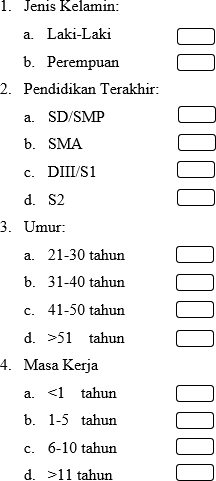 1. Jenis Kelamin:
a. Laki-Laki
b. Perempuan
2. Pendidikan Terakhir:
a. SD/SMP
b. SMA
c. DIII/S1
d. S2
3. Umur:
a. 21-30 tahun
b. 31-40 tahun
c. 41-50 tahun
d. >51 tahun
4. Masa Kerja
a. <1 tahun
b. 1-5 tahun
c. 6-10 tahun
d. >11 tahun